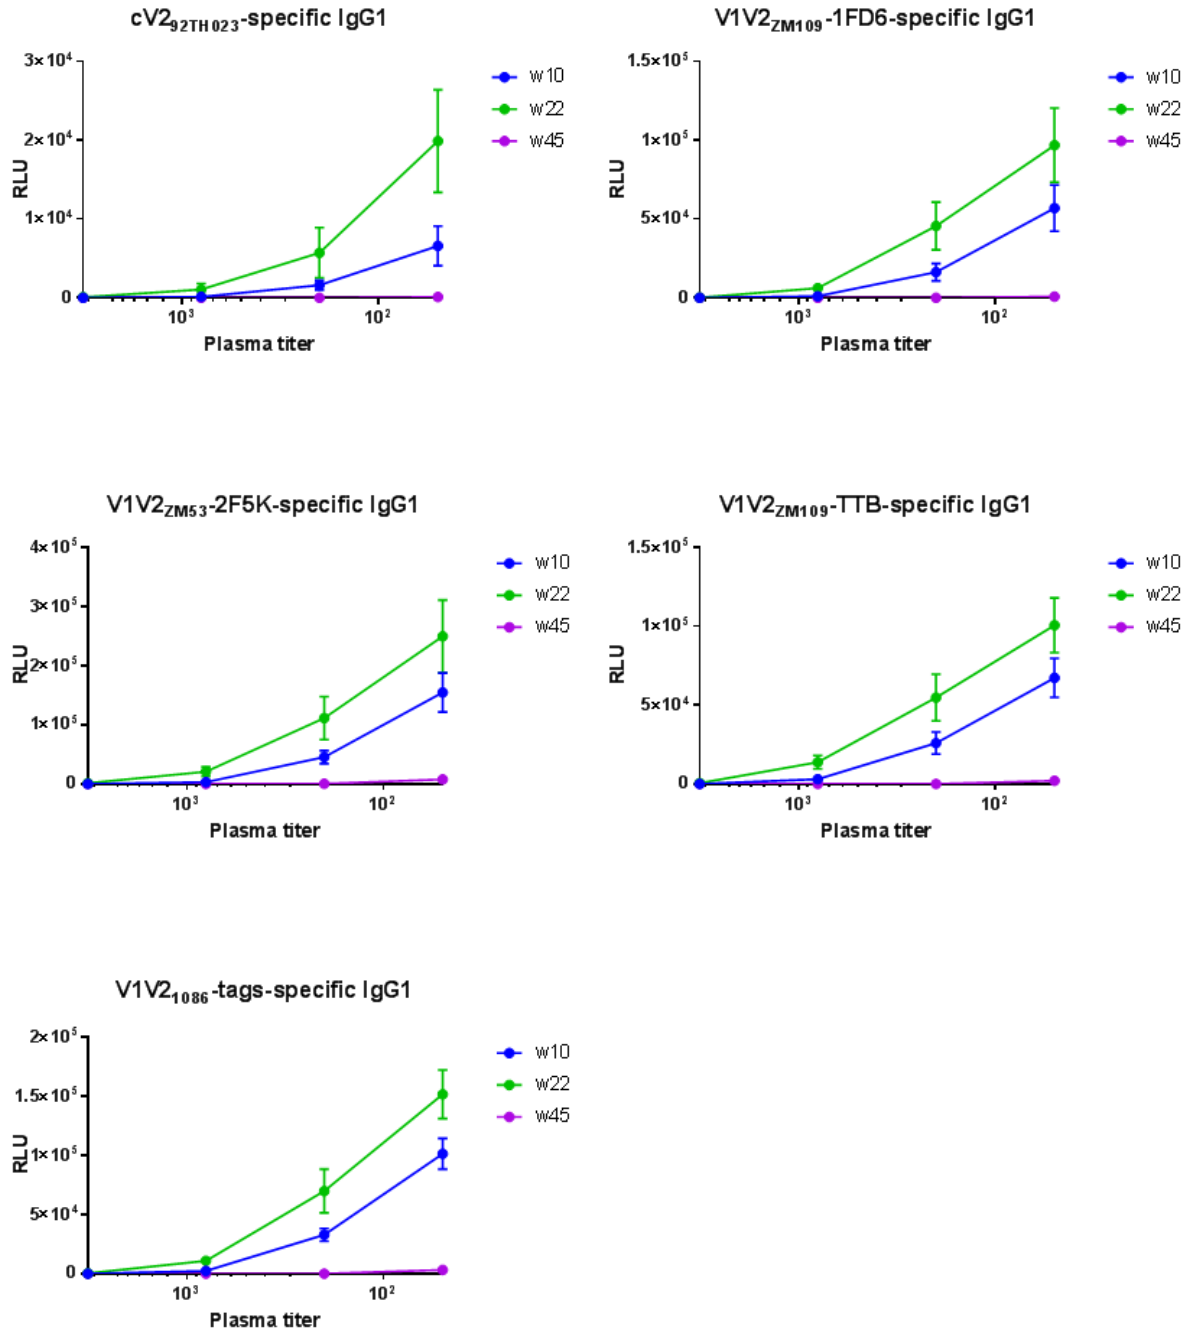 cV2₉₂TH₀₂₃-specific IgG1
3×10⁴
2×10⁴
1×10⁴
0
RLU
10³
10²
Plasma titer
w10
w22
w45
V1V2ZM109-1FD6-specific IgG1
1.5×10⁵
1×10⁵
5×10⁴
0
RLU
10³
10²
Plasma titer
w10
w22
w45
V1V2ZM53-2F5K-specific IgG1
4×10⁵
3×10⁵
2×10⁵
1×10⁵
0
RLU
10³
10²
Plasma titer
w10
w22
w45
V1V2ZM109-TTB-specific IgG1
1.5×10⁵
1×10⁵
5×10⁴
0
RLU
10³
10²
Plasma titer
w10
w22
w45
V1V2₁₀₈₆-tags-specific IgG1
2×10⁵
1.5×10⁵
1×10⁵
5×10⁴
0
RLU
10³
10²
Plasma titer
w10
w22
w45